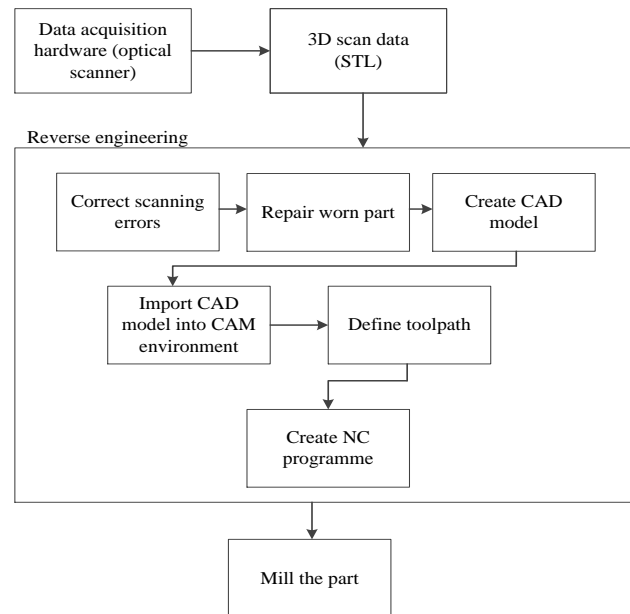 Data acquisition
hardware (optical
scanner)
3D scan data
(STL)
Reverse engineering
Correct scanning
errors
Repair worn part
Create CAD
model
Import CAD
model into CAM
environment
Define toolpath
Create NC
programme
Mill the part